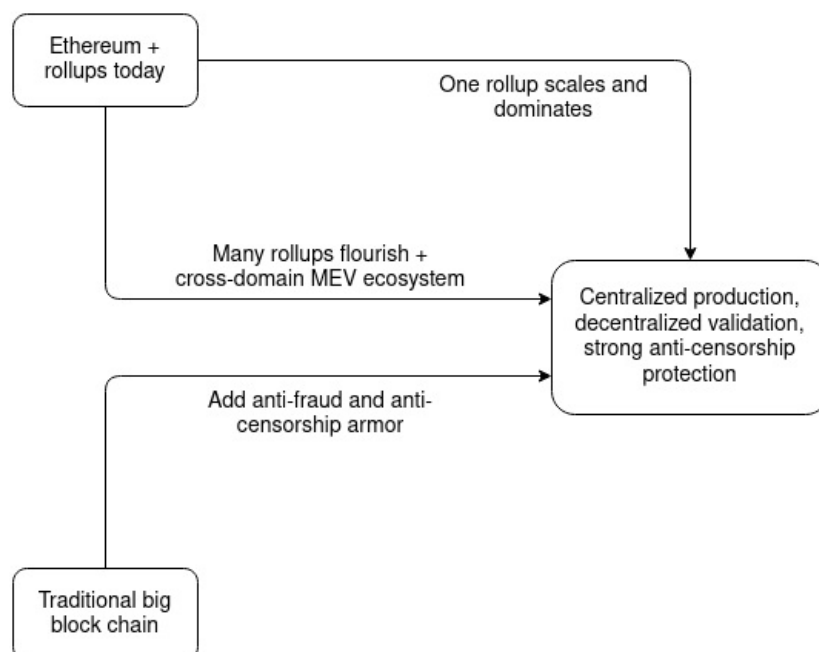 Ethereum +
rollups today
One rollup scales and
dominates
Many rollups flourish +
cross-domain MEV ecosystem
Centralized production,
decentralized validation,
strong anti-censorship
protection
Add anti-fraud and anti-
censorship armor
Traditional big
block chain